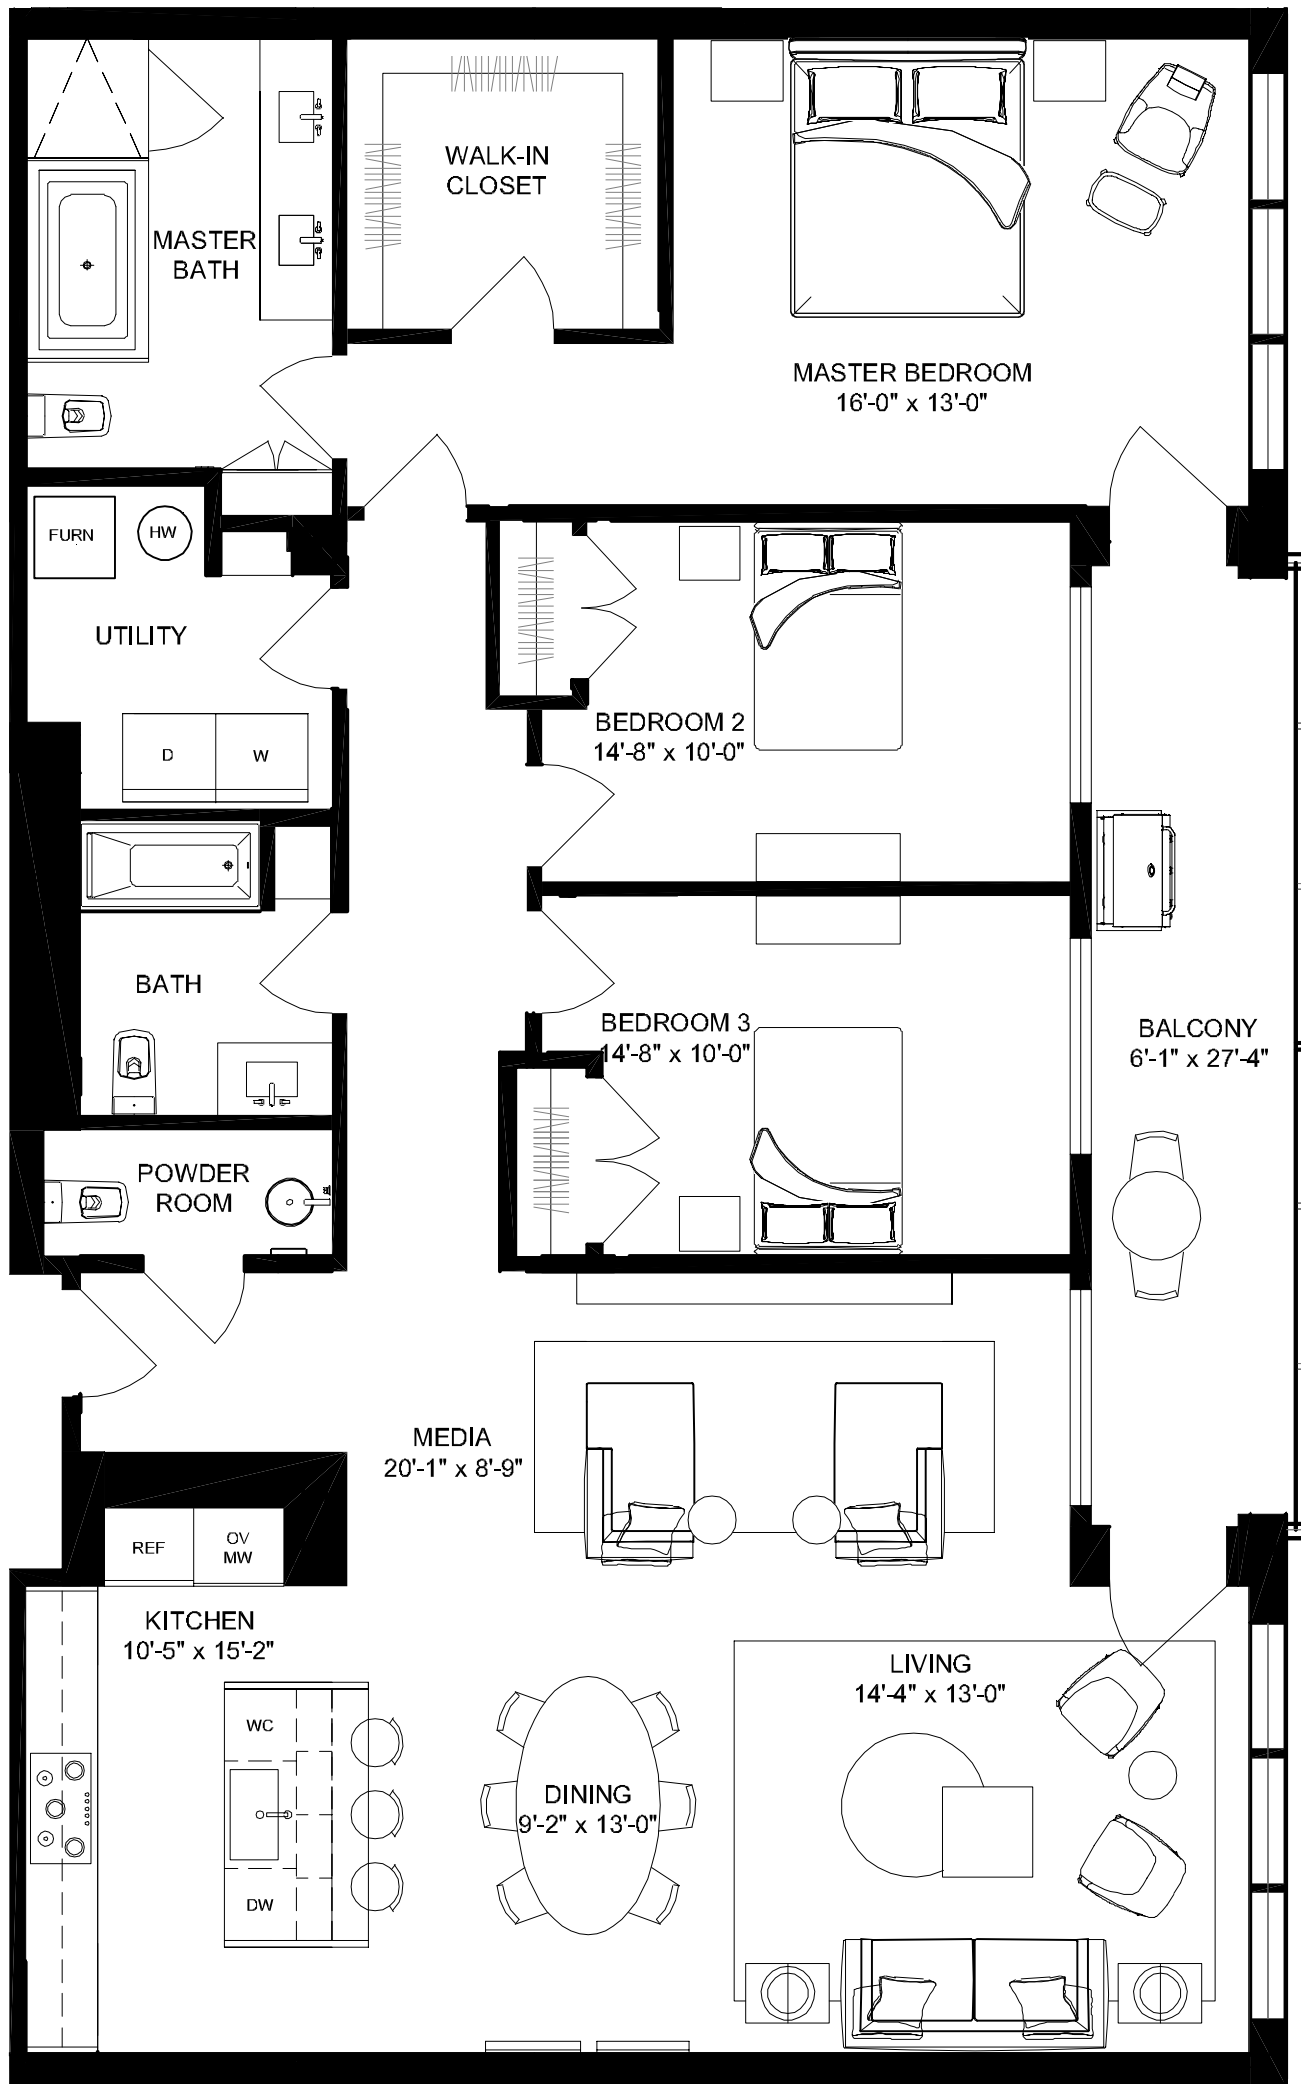 WALK-IN
CLOSET
MASTER
BATH
MASTER BEDROOM
16'-0" x 13'-0"
FURN
HW
UTILITY
D
W
BEDROOM 2
14'-8" x 10'-0"
BATH
BEDROOM 3
14'-8" x 10'-0"
BALCONY
6'-1" x 27'-4"
POWDER
ROOM
MEDIA
20'-1" x 8'-9"
REF
OV
MW
KITCHEN
10'-5" x 15'-2"
LIVING
14'-4" x 13'-0"
WC
DINING
9'-2" x 13'-0"
DW